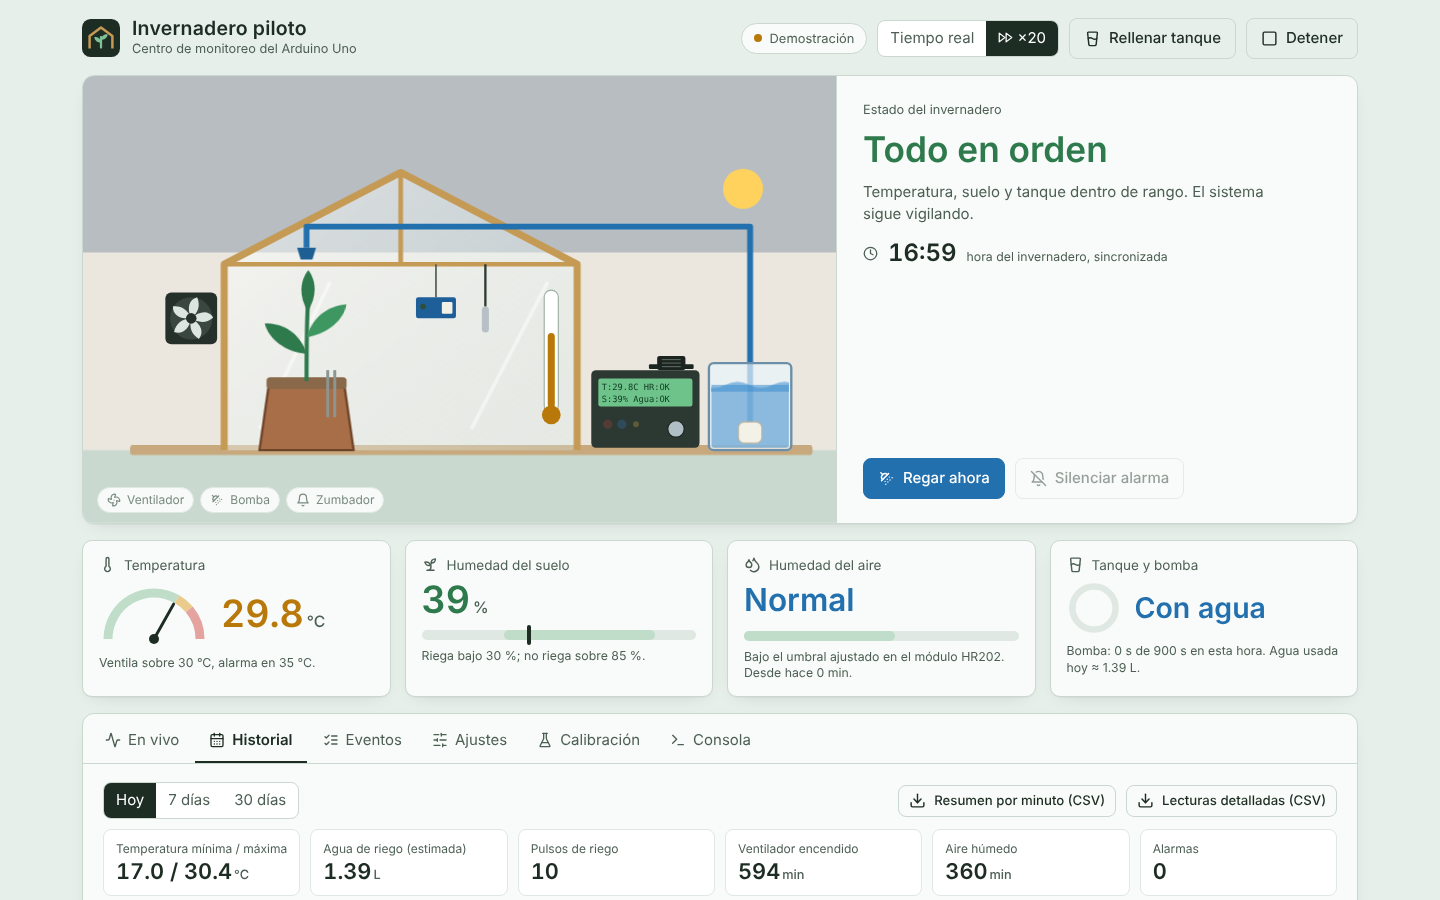 Invernadero piloto
Centro de monitoreo del Arduino Uno
Demostración
Tiempo real
×20
Rellenar tanque
Detener
T:29.8C HR:OK
S:39% Agua:OK
Ventilador
Bomba
Zumbador
Estado del invernadero
Todo en orden
Temperatura, suelo y tanque dentro de rango. El sistema
sigue vigilando.
16:59 hora del invernadero, sincronizada
Regar ahora
Silenciar alarma
Temperatura
29.8 °C
Ventila sobre 30 °C, alarma en 35 °C.
Humedad del suelo
39 %
Riega bajo 30 %; no riega sobre 85 %.
Humedad del aire
Normal
Bajo el umbral ajustado en el módulo HR202.
Desde hace 0 min.
Tanque y bomba
Con agua
Bomba: 0 s de 900 s en esta hora. Agua usada
hoy ≈ 1.39 L.
En vivo
Historial
Eventos
Ajustes
Calibración
Consola
Hoy
7 días
30 días
Resumen por minuto (CSV)
Lecturas detalladas (CSV)
Temperatura mínima / máxima
17.0 / 30.4 °C
Agua de riego (estimada)
1.39 L
Pulsos de riego
10
Ventilador encendido
594 min
Aire húmedo
360 min
Alarmas
0